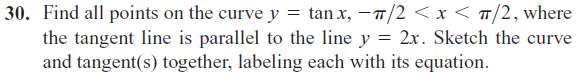 30. Find all points on the curve y = tan x, −π/2 < x < π/2, where
the tangent line is parallel to the line y = 2x. Sketch the curve
and tangent(s) together, labeling each with its equation.